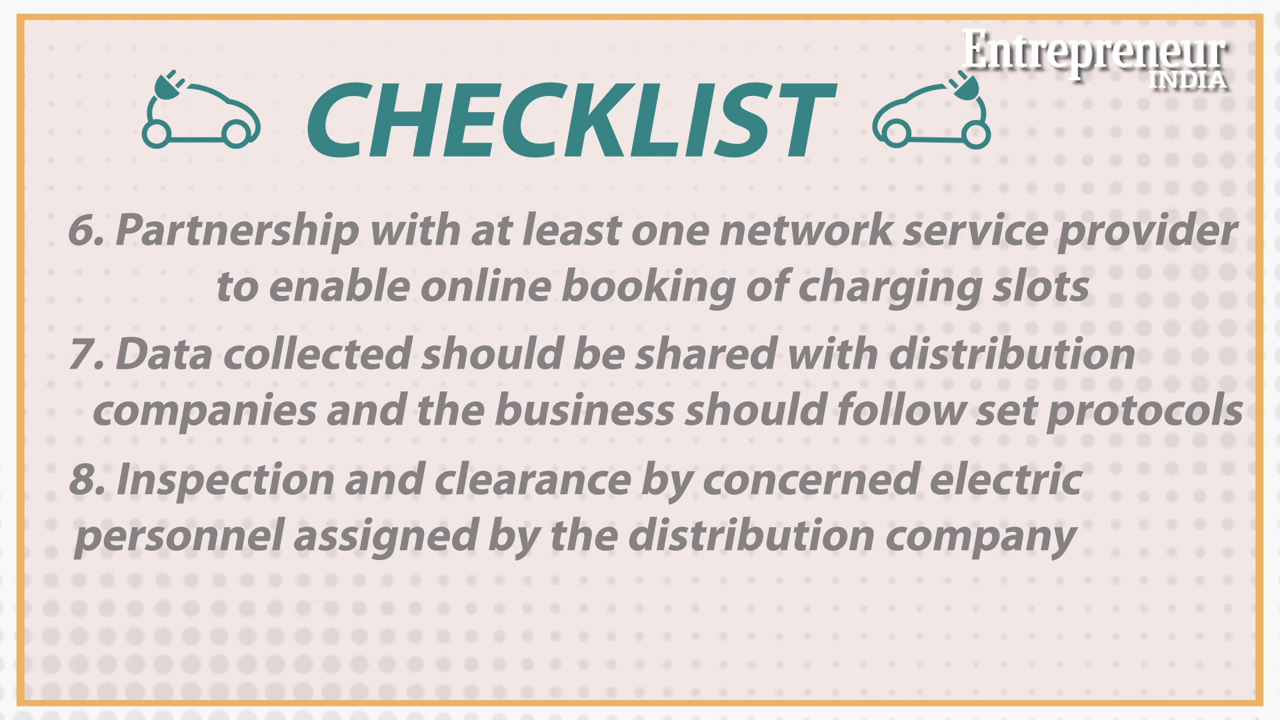 Entrepreneur
INDIA
CHECKLIST
6. Partnership with at least one network service provider
to enable online booking of charging slots
7. Data collected should be shared with distribution
companies and the business should follow set protocols
8. Inspection and clearance by concerned electric
personnel assigned by the distribution company